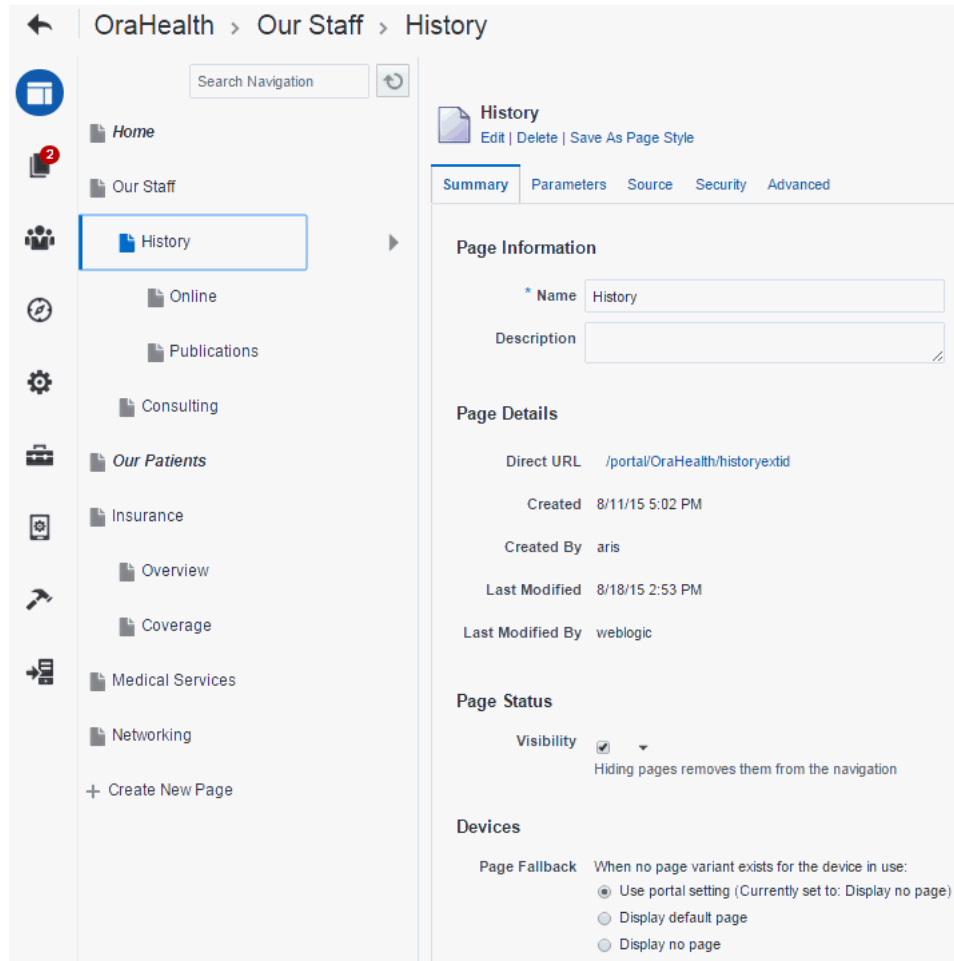 OraHealth > Our Staff > History
Search Navigation
2
Home
Our Staff
History
Online
Publications
Consulting
Our Patients
Insurance
Overview
Coverage
Medical Services
Networking
+ Create New Page
History
Edit | Delete | Save As Page Style
Summary Parameters Source Security Advanced
Page Information
* Name History
Description
Page Details
Direct URL /portal/OraHealth/historyextid
Created 8/11/15 5:02 PM
Created By aris
Last Modified 8/18/15 2:53 PM
Last Modified By weblogic
Page Status
Visibility
Hiding pages removes them from the navigation
Devices
Page Fallback When no page variant exists for the device in use:
Use portal setting (Currently set to: Display no page)
Display default page
Display no page